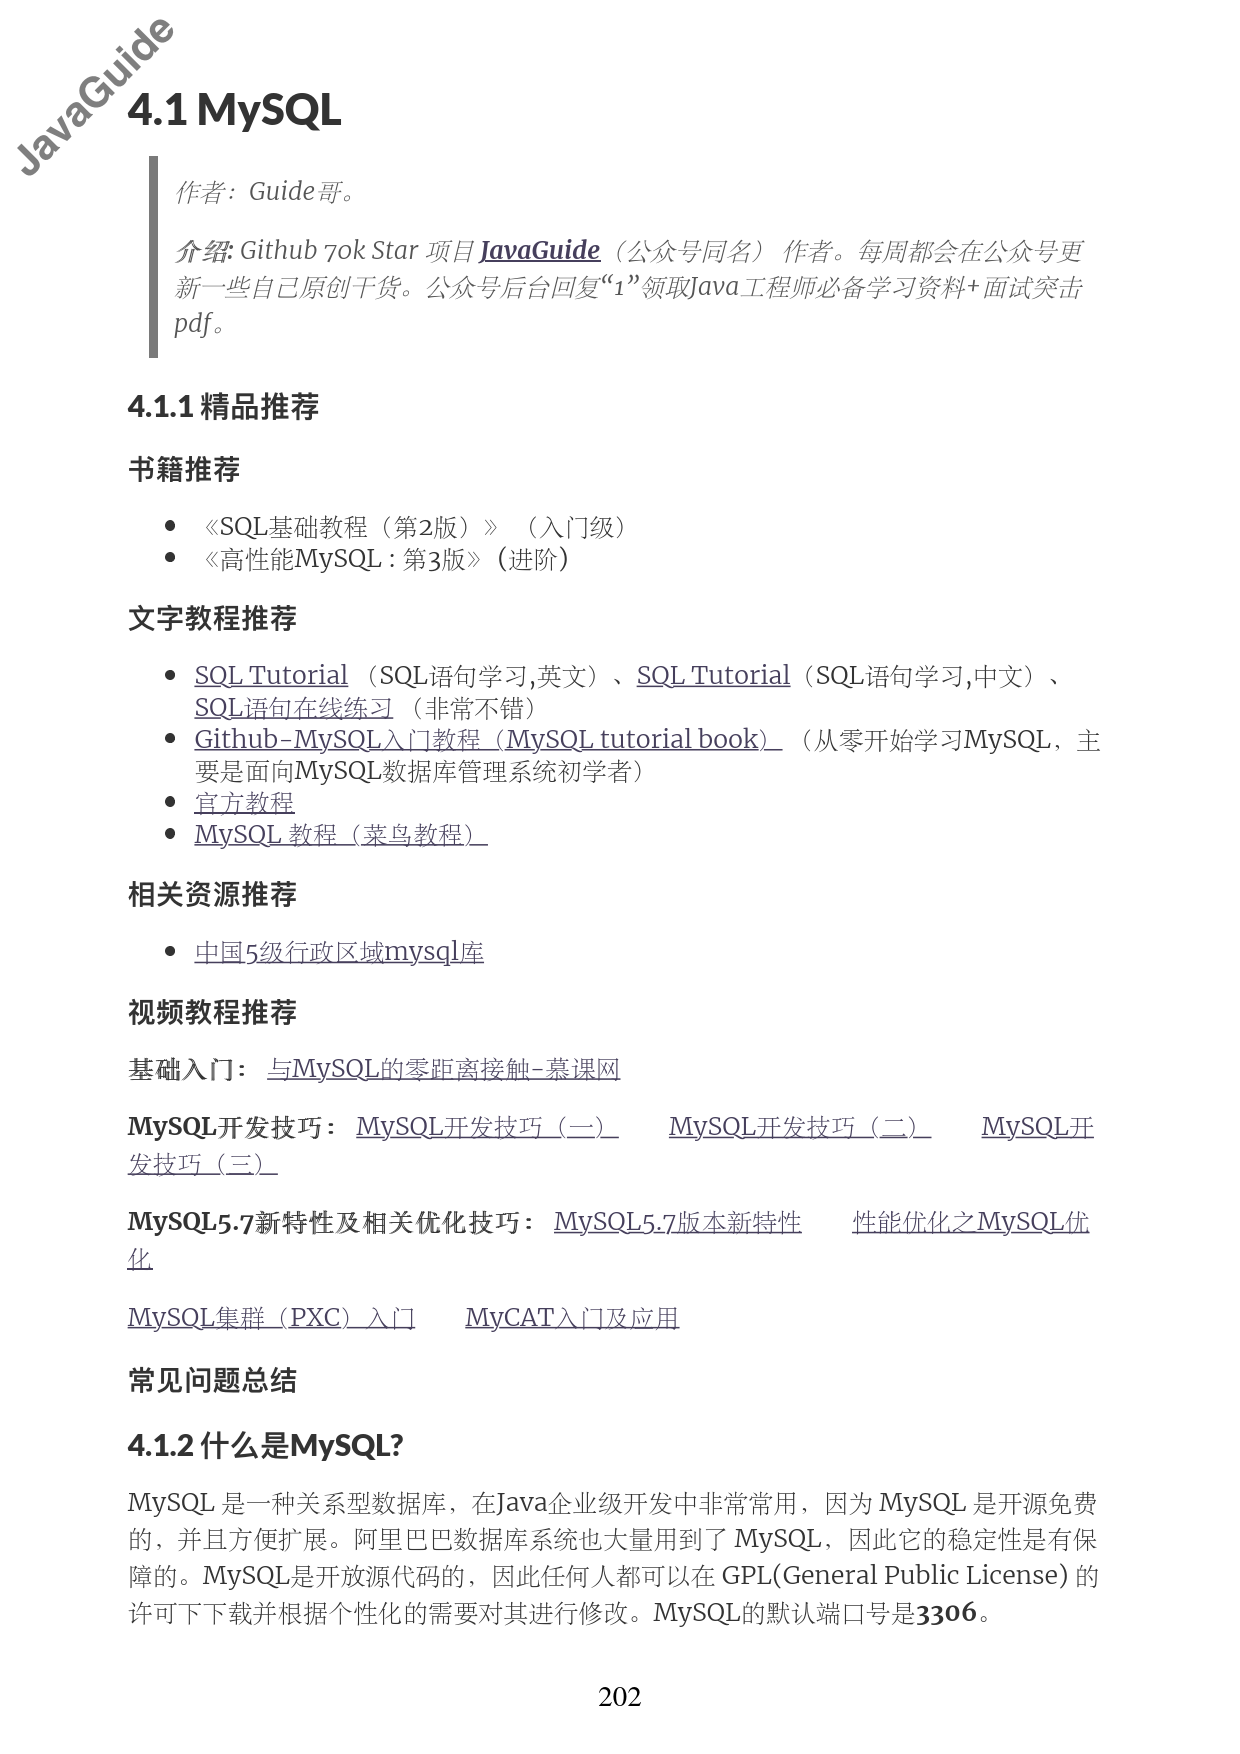 JavaGuide
4.1 MySQL
作者：Guide哥。
介绍: Github 70k Star 项目 JavaGuide（公众号同名） 作者。每周都会在公众号更
新一些自己原创干货。公众号后台回复“1”领取Java工程师必备学习资料+面试突击
pdf。
4.1.1 精品推荐
书籍推荐
《SQL基础教程（第2版）》 （入门级）
《高性能MySQL : 第3版》 (进阶)
文字教程推荐
SQL Tutorial （SQL语句学习,英文）、SQL Tutorial（SQL语句学习,中文）、
SQL语句在线练习 （非常不错）
Github-MySQL入门教程（MySQL tutorial book） （从零开始学习MySQL，主
要是面向MySQL数据库管理系统初学者）
官方教程
MySQL 教程（菜鸟教程）
相关资源推荐
中国5级行政区域mysql库
视频教程推荐
基础入门： 与MySQL的零距离接触-慕课网
MySQL开发技巧： MySQL开发技巧（一） MySQL开发技巧（二） MySQL开
发技巧（三）
MySQL5.7新特性及相关优化技巧： MySQL5.7版本新特性 性能优化之MySQL优
化
MySQL集群（PXC）入门 MyCAT入门及应用
常见问题总结
4.1.2 什么是MySQL?
MySQL 是一种关系型数据库，在Java企业级开发中非常常用，因为 MySQL 是开源免费
的，并且方便扩展。阿里巴巴数据库系统也大量用到了 MySQL，因此它的稳定性是有保
障的。MySQL是开放源代码的，因此任何人都可以在 GPL(General Public License) 的
许可下下载并根据个性化的需要对其进行修改。MySQL的默认端口号是3306。
202